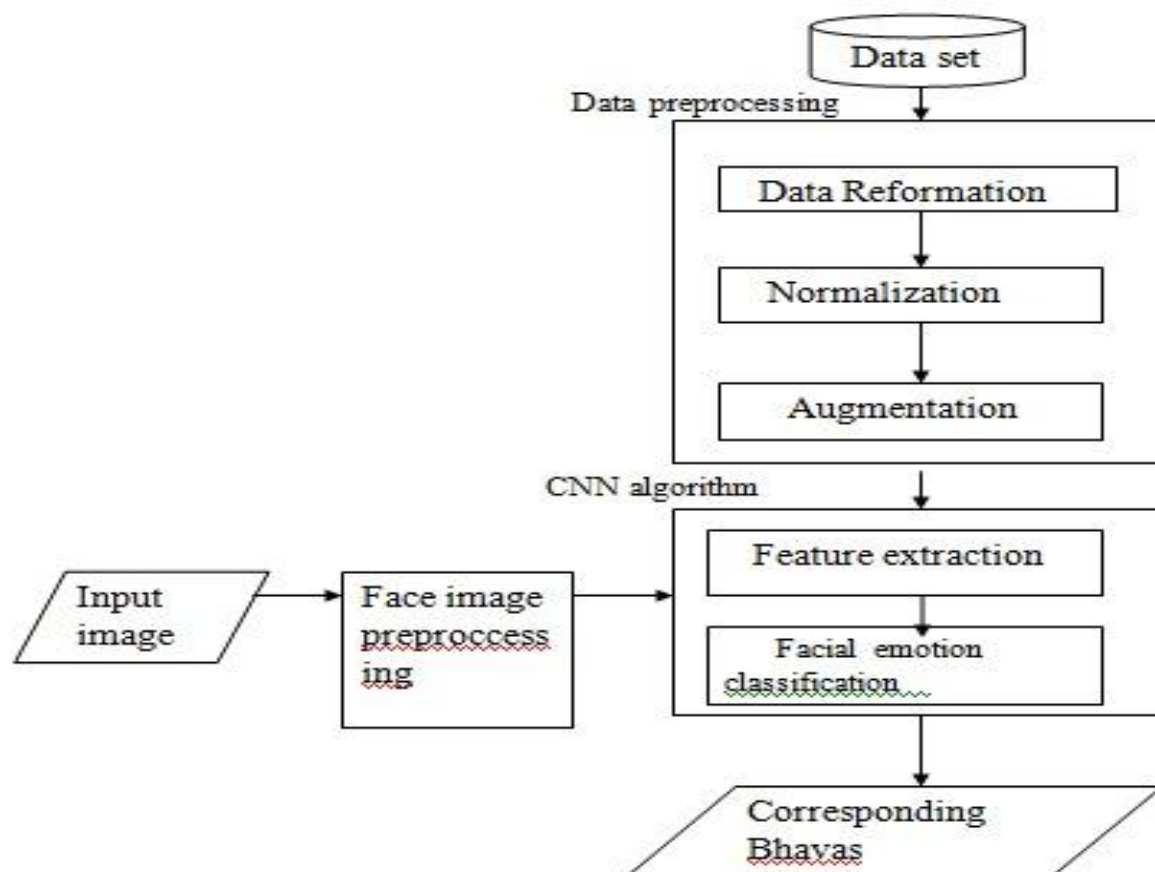 Data set
Data preprocessing
Data Reformation
Normalization
Augmentation
CNN algorithm
Feature extraction
Input
image
Face image
preproccess
ing
Facial emotion
classification
Corresponding
Bhavas